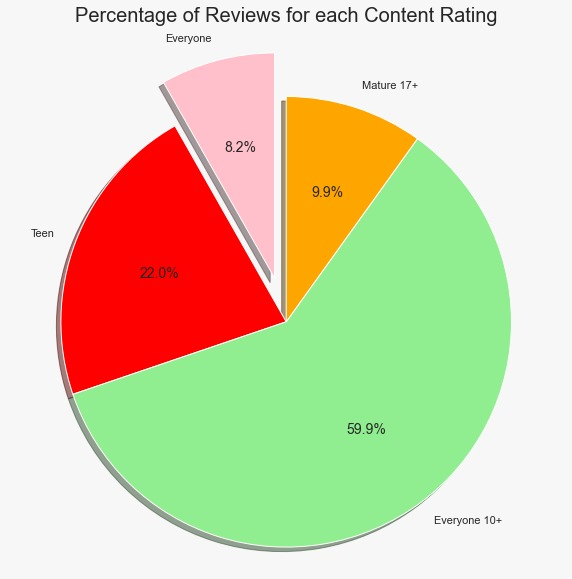 Percentage of Reviews for each Content Rating
Everyone
Mature 17+
8.2%
9.9%
Teen
22.0%
59.9%
Everyone 10+